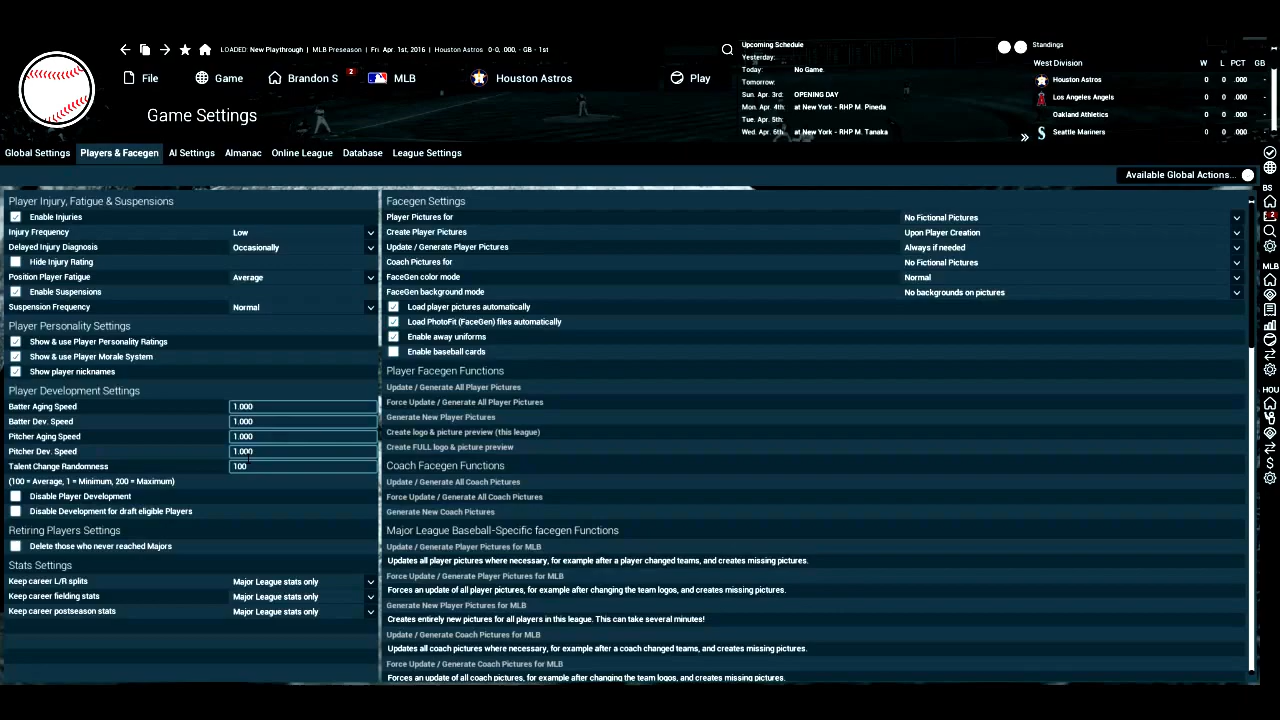 LOADED: New Playthrough | MLB Preseason | Fri. Apr. 1st, 2016 | Houston Astros 0-0, .000, - GB - 1st
File
Game
Brandon S
2
MLB
Houston Astros
Play
Game Settings
Upcoming Schedule
Yesterday:
Today: No Game.
Sun. Apr. 3rd: OPENING DAY
Mon. Apr. 4th: at New York - RHP M. Pineda
Tue. Apr. 5th:
Wed. Apr. 6th: at New York - RHP M. Tanaka
Standings
West Division W L PCT GB
Houston Astros 0 0 .000
Los Angeles Angels 0 0 .000
Oakland Athletics 0 0 .000
Seattle Mariners 0 0 .000
Global Settings
Players & Facegen
AI Settings
Almanac
Online League
Database
League Settings
Available Global Actions...
Player Injury, Fatigue & Suspensions
Enable Injuries
Injury Frequency Low
Delayed Injury Diagnosis Occasionally
Hide Injury Rating
Position Player Fatigue Average
Enable Suspensions
Suspension Frequency Normal
Player Personality Settings
Show & use Player Personality Ratings
Show & use Player Morale System
Show player nicknames
Player Development Settings
Batter Aging Speed 1.000
Batter Dev. Speed 1.000
Pitcher Aging Speed 1.000
Pitcher Dev. Speed 1.000
Talent Change Randomness 100
(100 = Average, 1 = Minimum, 200 = Maximum)
Disable Player Development
Disable Development for draft eligible Players
Retiring Players Settings
Delete those who never reached Majors
Stats Settings
Keep career L/R splits Major League stats only
Keep career fielding stats Major League stats only
Keep career postseason stats Major League stats only
Facegen Settings
Player Pictures for No Fictional Pictures
Create Player Pictures Upon Player Creation
Update / Generate Player Pictures Always if needed
Coach Pictures for No Fictional Pictures
FaceGen color mode Normal
FaceGen background mode No backgrounds on pictures
Load player pictures automatically
Load PhotoFit (FaceGen) files automatically
Enable away uniforms
Enable baseball cards
Player Facegen Functions
Update / Generate All Player Pictures
Force Update / Generate All Player Pictures
Generate New Player Pictures
Create logo & picture preview (this league)
Create FULL logo & picture preview
Coach Facegen Functions
Update / Generate All Coach Pictures
Force Update / Generate All Coach Pictures
Generate New Coach Pictures
Major League Baseball-Specific facegen Functions
Update / Generate Player Pictures for MLB
Updates all player pictures where necessary, for example after a player changed teams, and creates missing pictures.
Force Update / Generate Player Pictures for MLB
Forces an update of all player pictures, for example after changing the team logos, and creates missing pictures.
Generate New Player Pictures for MLB
Creates entirely new pictures for all players in this league. This can take several minutes!
Update / Generate Coach Pictures for MLB
Updates all coach pictures where necessary, for example after a coach changed teams, and creates missing pictures.
Force Update / Generate Coach Pictures for MLB
Forces an update of all coach pictures, for example after changing the team logos, and creates missing pictures.
BS
MLB
HOU